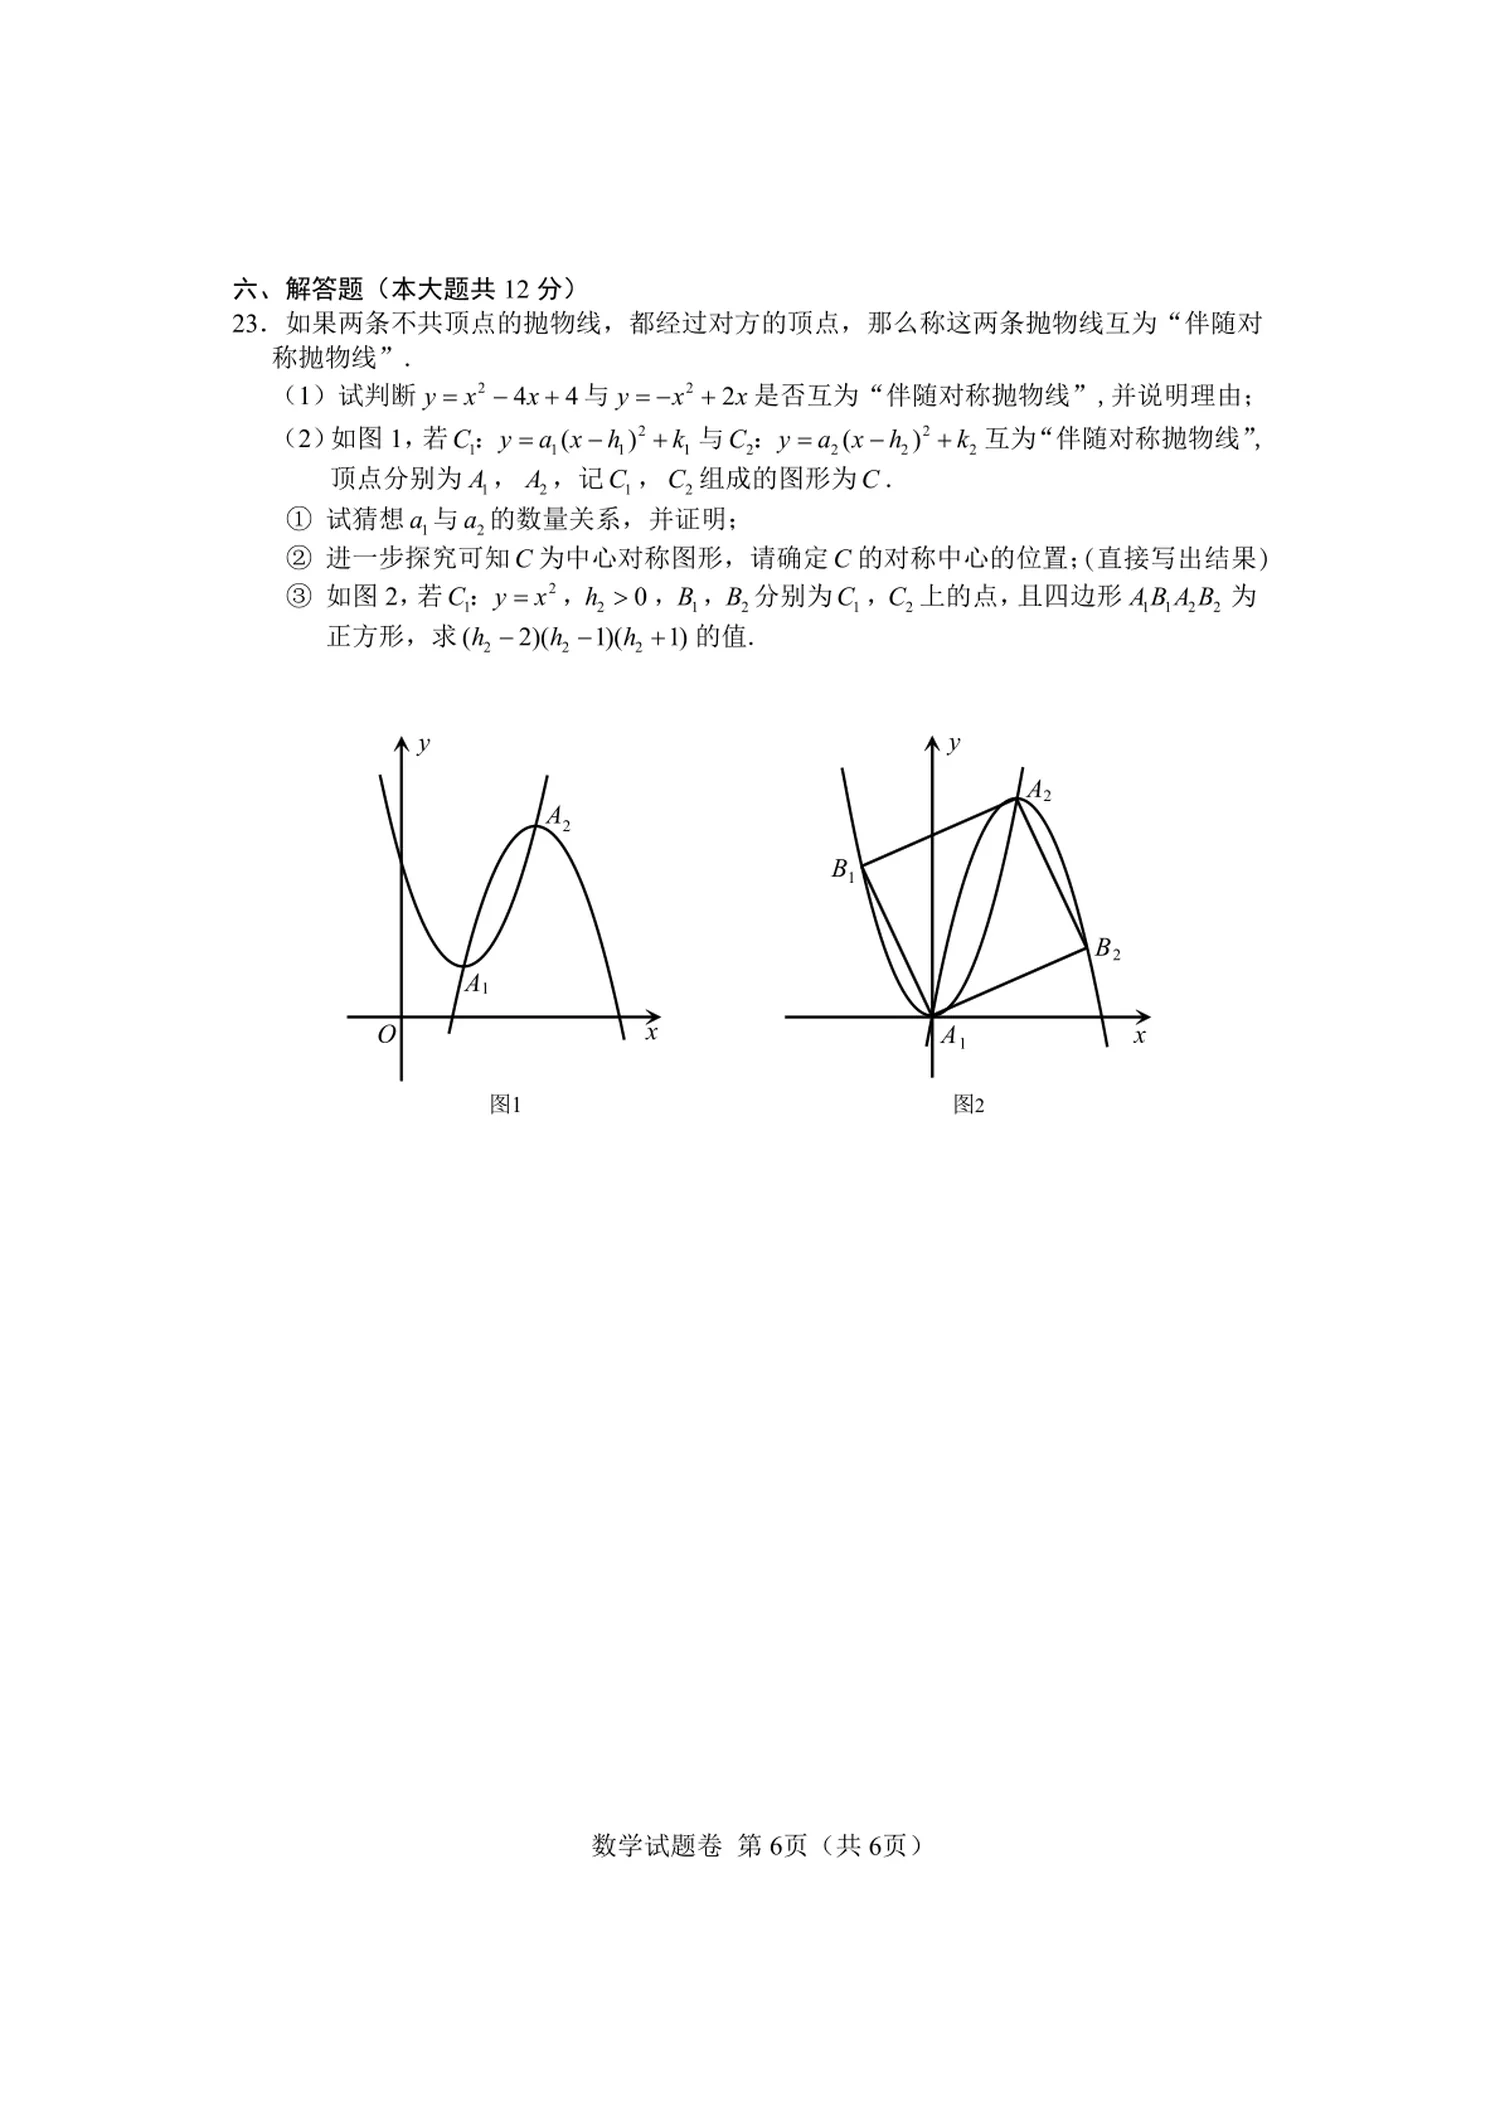 六、解答题（本大题共 12 分）
23．如果两条不共顶点的抛物线，都经过对方的顶点，那么称这两条抛物线互为“伴随对
称抛物线”.
（1）试判断 y = x² − 4x + 4 与 y = −x² + 2x 是否互为“伴随对称抛物线”，并说明理由；
（2）如图 1，若 C₁：y = a₁(x − h₁)² + k₁ 与 C₂：y = a₂(x − h₂)² + k₂ 互为“伴随对称抛物线”，
顶点分别为 A₁， A₂，记 C₁， C₂ 组成的图形为 C .
① 试猜想 a₁ 与 a₂ 的数量关系，并证明；
② 进一步探究可知 C 为中心对称图形，请确定 C 的对称中心的位置；(直接写出结果)
③ 如图 2，若 C₁：y = x²，h₂ > 0，B₁，B₂ 分别为 C₁，C₂ 上的点，且四边形 A₁B₁A₂B₂ 为
正方形，求 (h₂ − 2)(h₂ − 1)(h₂ + 1) 的值.
y
A₂
A₁
O
x
图1
y
A₂
B₁
B₂
A₁
x
图2
数学试题卷 第 6页（共 6页）